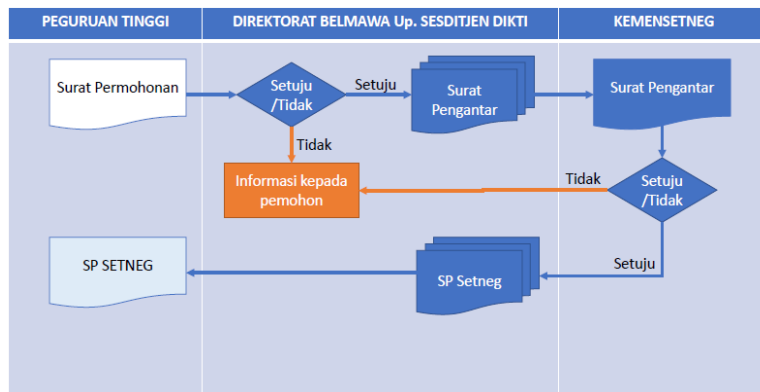 PEGURUAN TINGGI
DIREKTORAT BELMAWA Up. SESDITJEN DIKTI
KEMENSETNEG
Surat Permohonan
Setuju
/Tidak
Setuju
Surat
Pengantar
Surat Pengantar
Tidak
Informasi kepada
pemohon
Tidak
Setuju
/Tidak
SP SETNEG
SP Setneg
Setuju